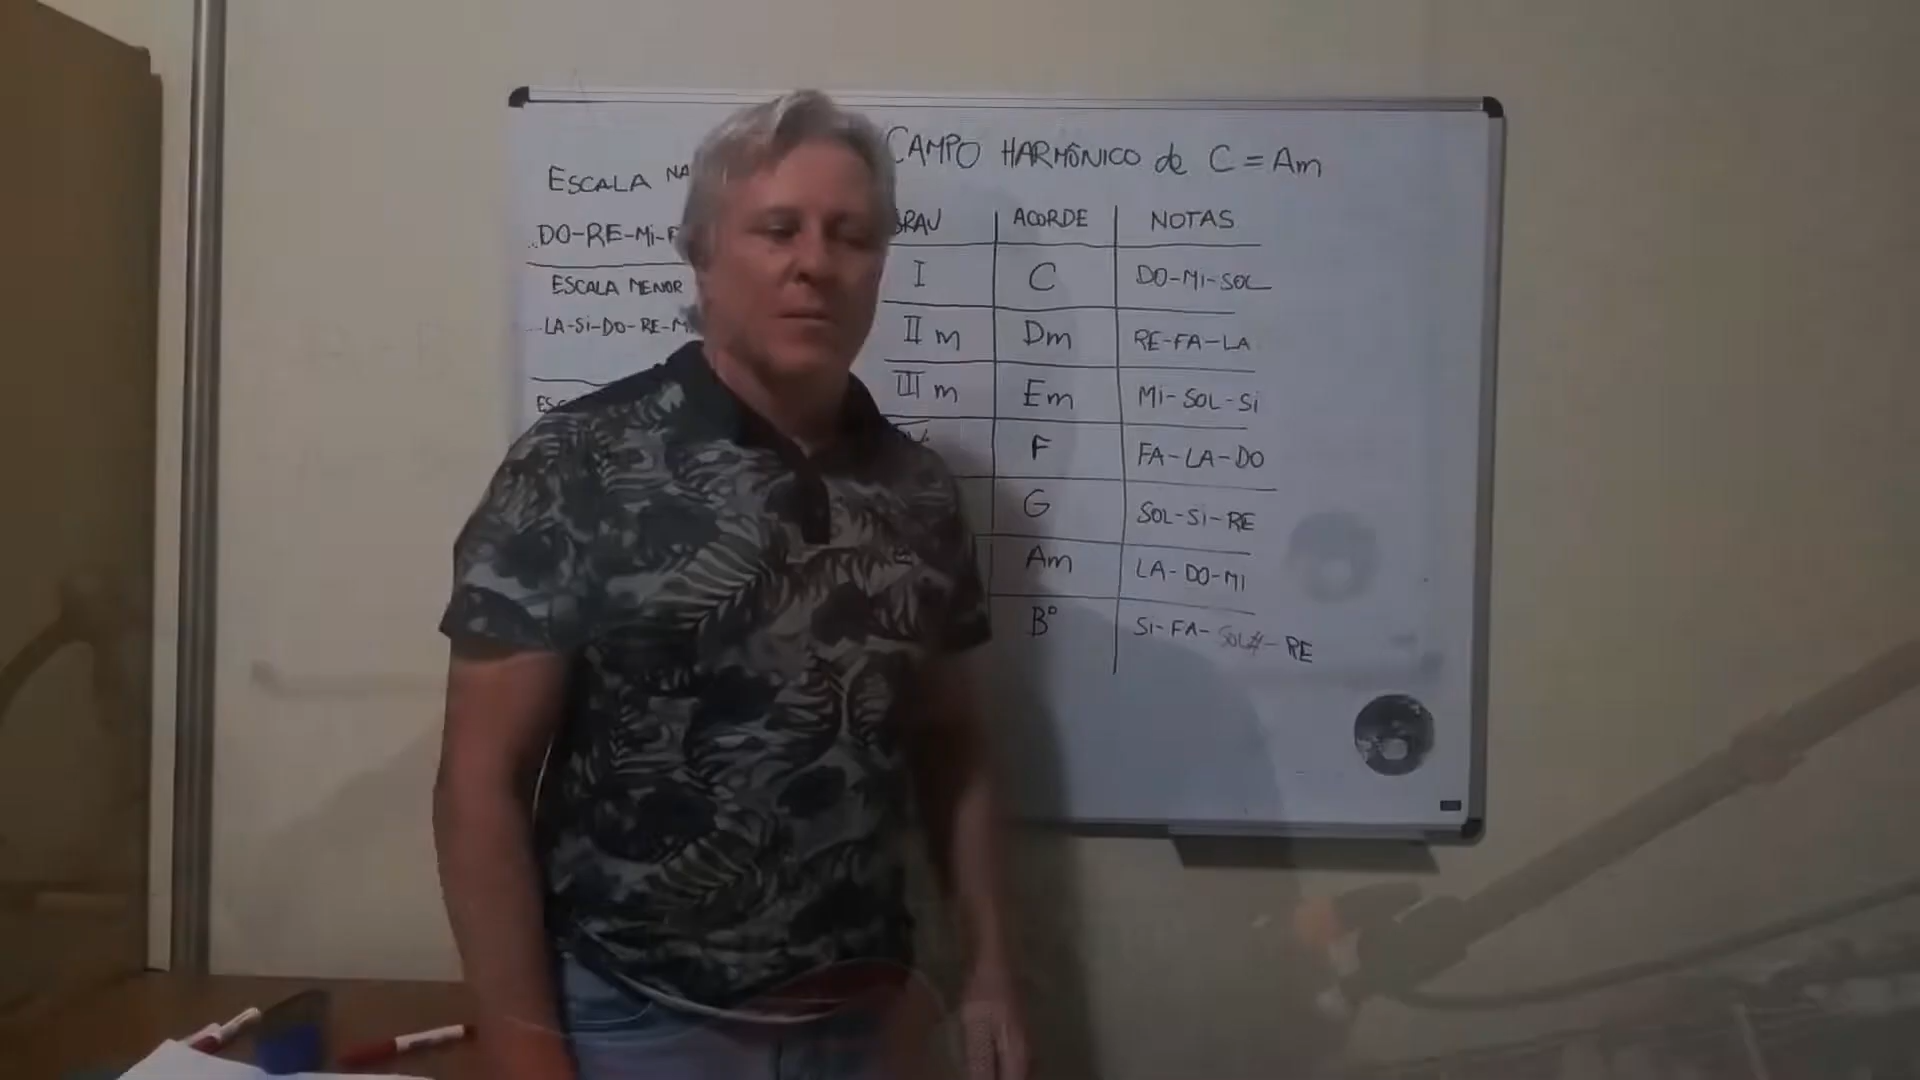 CAMPO HARMÔNICO de C = Am
ESCALA NA
DO-RE-Mi-F
ESCALA MENOR
LA-Si-DO-RE-M
ESC
GRAU ACORDE NOTAS
I C DO-Mi-SOL
II m Dm RE-FA-LA
III m Em Mi-SOL-Si
F FA-LA-DO
G SOL-Si-RE
Am LA-DO-Mi
B° Si-FA-SOL#-RE